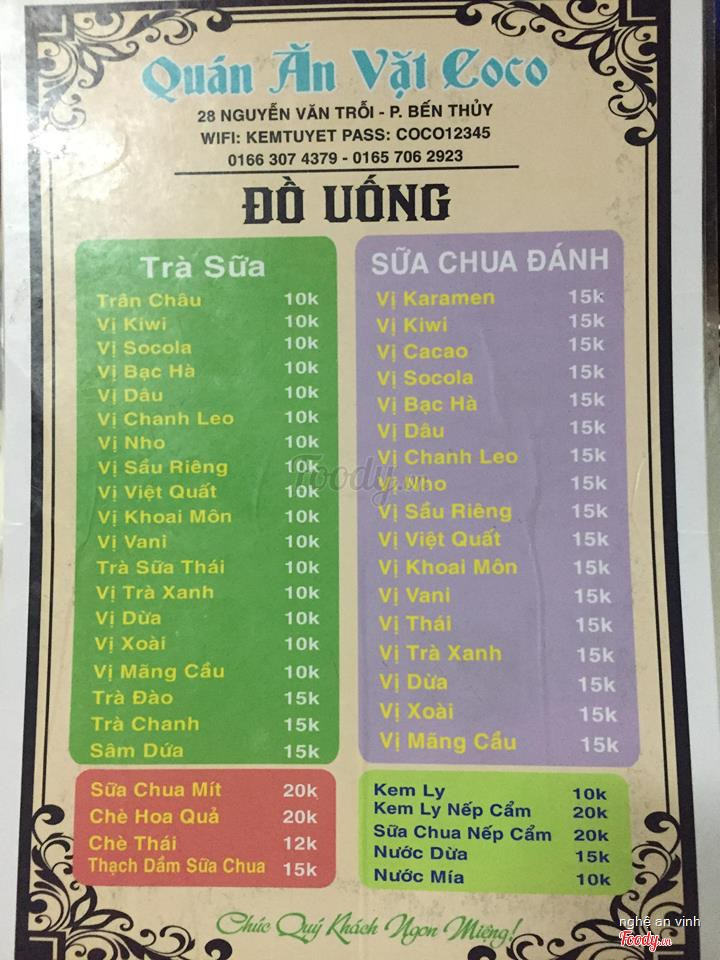 Quán Ăn Vặt Coco
28 NGUYỄN VĂN TRỖI - P. BẾN THỦY
WIFI: KEMTUYET PASS: COCO12345
0166 307 4379 - 0165 706 2923
ĐỒ UỐNG
Trà Sữa
Trân Châu 10k
Vị Kiwi 10k
Vị Socola 10k
Vị Bạc Hà 10k
Vị Dâu 10k
Vị Chanh Leo 10k
Vị Nho 10k
Vị Sầu Riêng 10k
Vị Việt Quất 10k
Vị Khoai Môn 10k
Vị Vani 10k
Trà Sữa Thái 10k
Vị Trà Xanh 10k
Vị Dừa 10k
Vị Xoài 10k
Vị Mãng Cầu 10k
Trà Đào 15k
Trà Chanh 15k
Sâm Dứa 15k
SỮA CHUA ĐÁNH
Vị Karamen 15k
Vị Kiwi 15k
Vị Cacao 15k
Vị Socola 15k
Vị Bạc Hà 15k
Vị Dâu 15k
Vị Chanh Leo 15k
Vị Nho 15k
Vị Sầu Riêng 15k
Vị Việt Quất 15k
Vị Khoai Môn 15k
Vị Vani 15k
Vị Thái 15k
Vị Trà Xanh 15k
Vị Dừa 15k
Vị Xoài 15k
Vị Mãng Cầu 15k
Sữa Chua Mít 20k
Chè Hoa Quả 20k
Chè Thái 12k
Thạch Dầm Sữa Chua 15k
Kem Ly 10k
Kem Ly Nếp Cẩm 20k
Sữa Chua Nếp Cẩm 20k
Nước Dừa 15k
Nước Mía 10k
Chúc Quý Khách Ngon Miệng!
Foody.vn
nghệ an vinh
Foody.vn